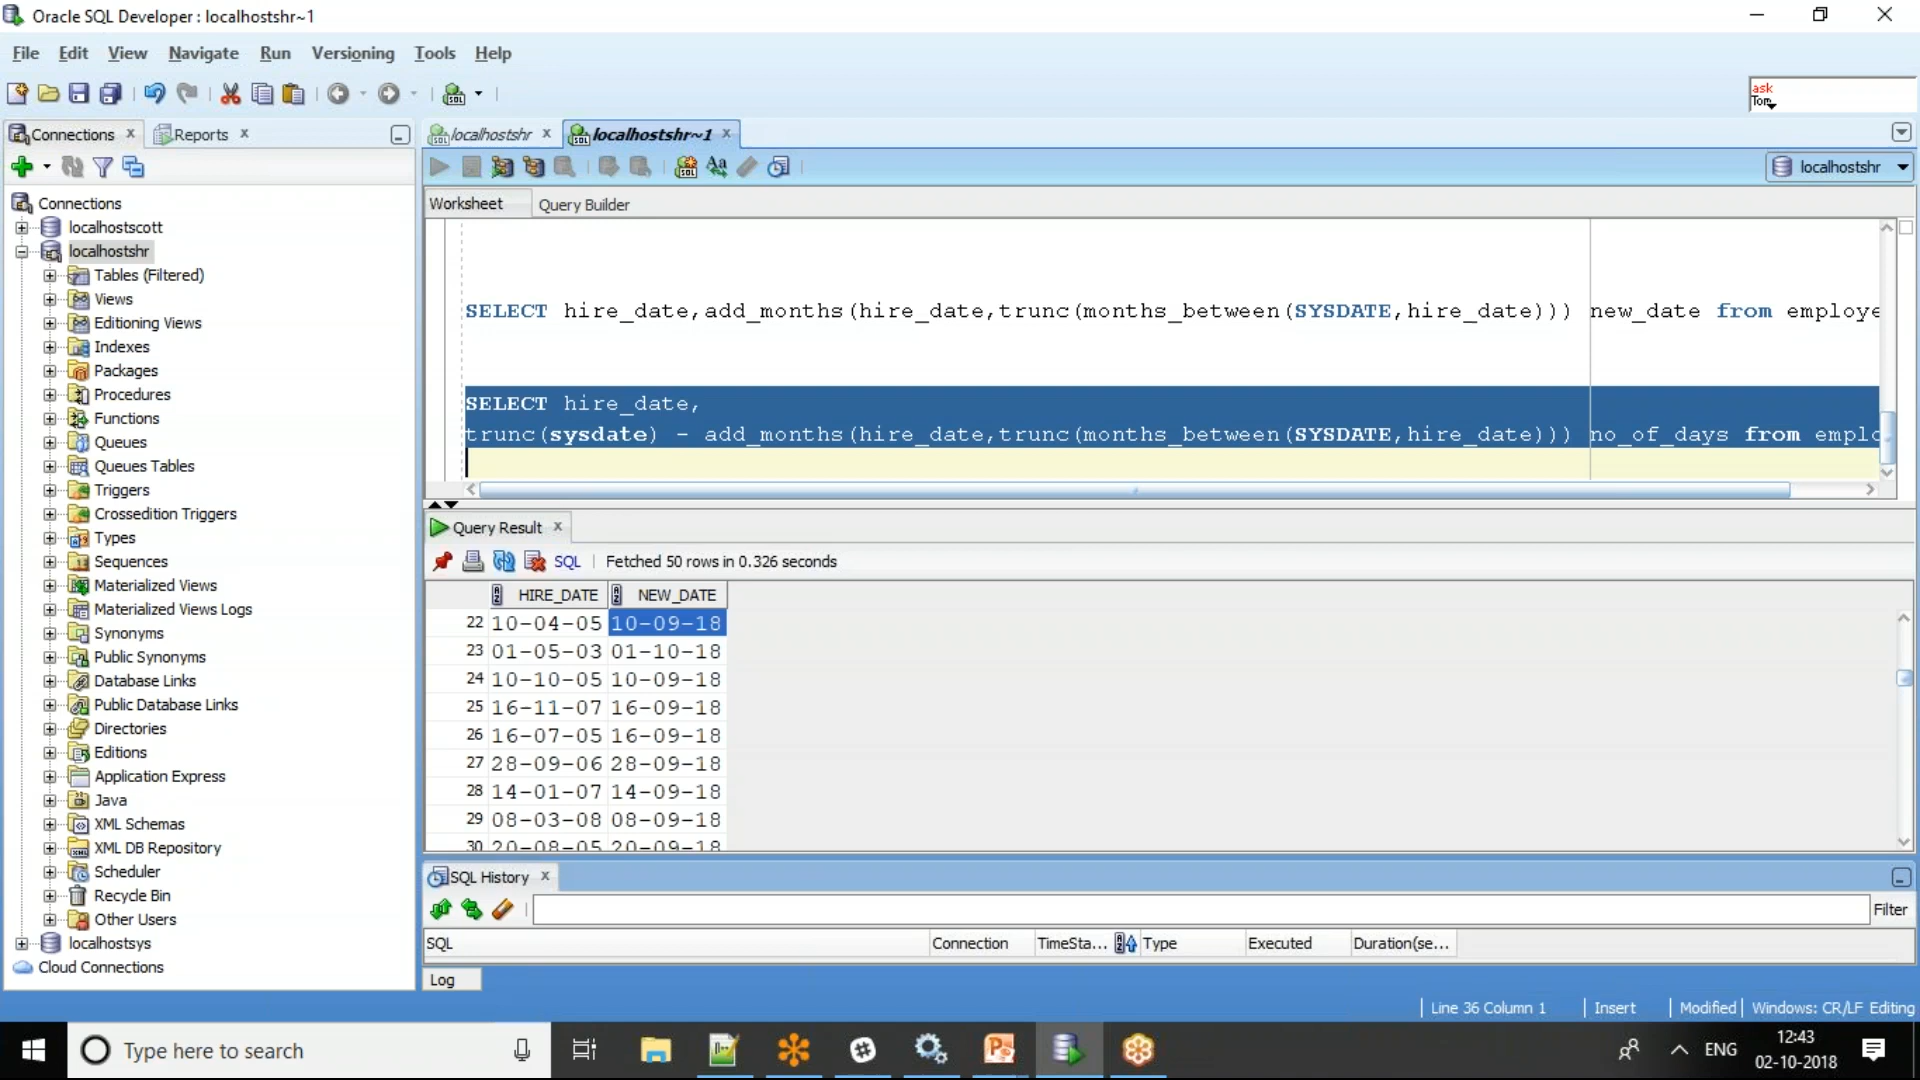 Oracle SQL Developer : localhostshr~1
File Edit View Navigate Run Versioning Tools Help
SQL
ask
Tom
Connections Reports
localhostshr localhostshr~1
localhostshr
Worksheet Query Builder
Connections
localhostscott
localhostshr
Tables (Filtered)
Views
Editioning Views
Indexes
Packages
Procedures
Functions
Queues
Queues Tables
Triggers
Crossedition Triggers
Types
Sequences
Materialized Views
Materialized Views Logs
Synonyms
Public Synonyms
Database Links
Public Database Links
Directories
Editions
Application Express
Java
XML Schemas
XML DB Repository
Scheduler
Recycle Bin
Other Users
localhostsys
Cloud Connections
SELECT hire_date,add_months(hire_date,trunc(months_between(SYSDATE,hire_date))) new_date from employe
SELECT hire_date,
trunc(sysdate) - add_months(hire_date,trunc(months_between(SYSDATE,hire_date))) no_of_days from emplo
Query Result
SQL Fetched 50 rows in 0.326 seconds
HIRE_DATE NEW_DATE
22 10-04-05 10-09-18
23 01-05-03 01-10-18
24 10-10-05 10-09-18
25 16-11-07 16-09-18
26 16-07-05 16-09-18
27 28-09-06 28-09-18
28 14-01-07 14-09-18
29 08-03-08 08-09-18
30 20-08-05 20-09-18
SQL History
Filter
SQL Connection TimeSta... Type Executed Duration(se...
Log
Line 36 Column 1 Insert Modified Windows: CR/LF Editing
Type here to search
ENG
12:43
02-10-2018